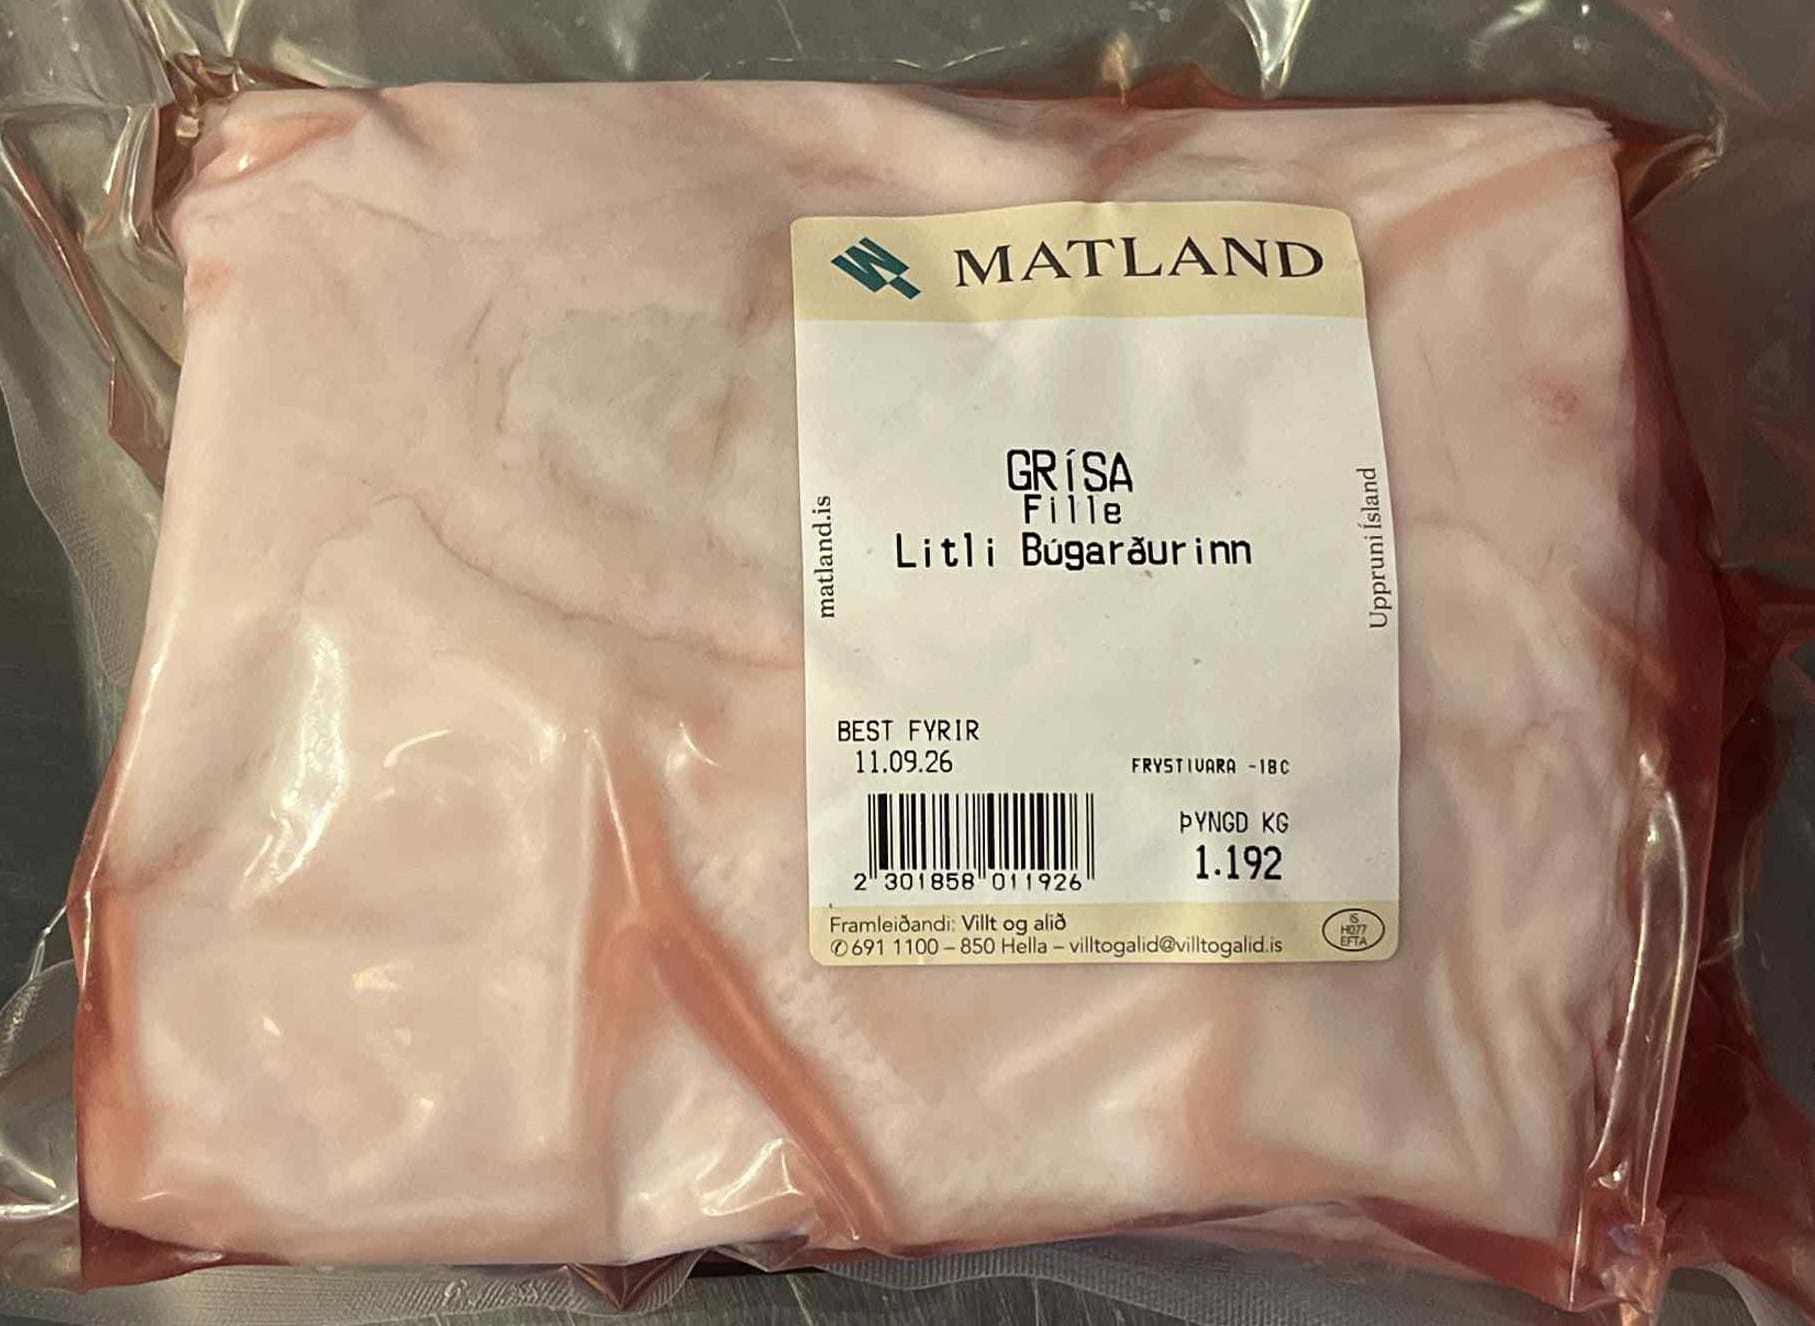 MATLAND
matland.is
GRíSA
Fille
Litli Búgarðurinn
Uppruni Ísland
BEST FYRIR
11.09.26
FRYSTIVARA -18C
ÞYNGD KG
1.192
2 301858 011926
Framleiðandi: Villt og alið
✆ 691 1100 – 850 Hella – villtogalid@villtogalid.is
IS
H077
EFTA